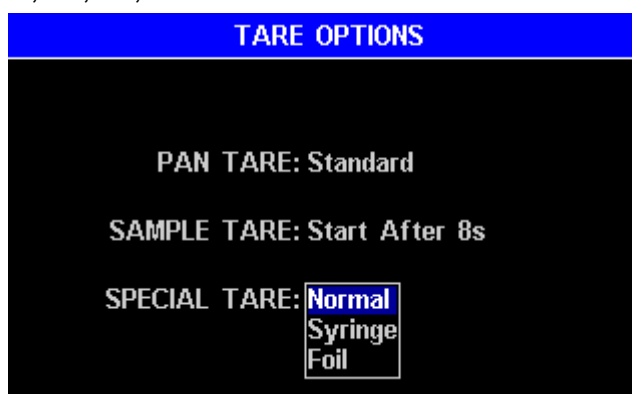 TARE OPTIONS
PAN TARE: Standard
SAMPLE TARE: Start After 8s
SPECIAL TARE: Normal
Syringe
Foil